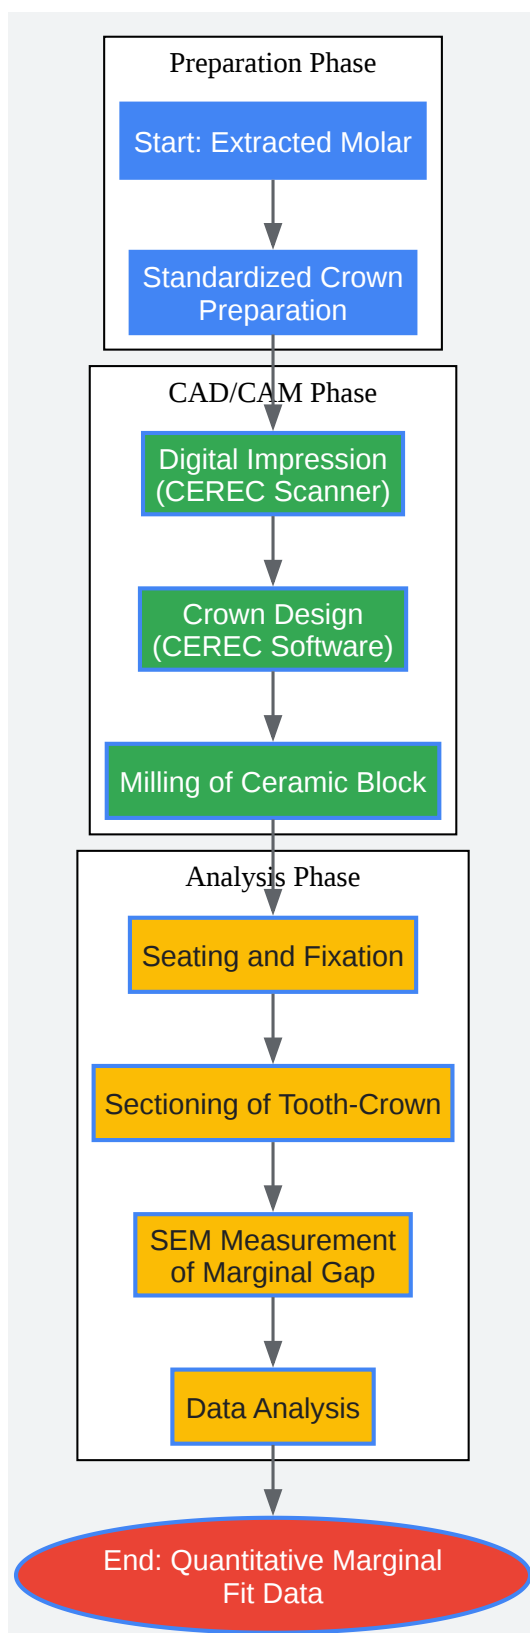 Preparation Phase
Start: Extracted Molar
Standardized Crown
Preparation
CAD/CAM Phase
Digital Impression
(CEREC Scanner)
Crown Design
(CEREC Software)
Milling of Ceramic Block
Analysis Phase
Seating and Fixation
Sectioning of Tooth-Crown
SEM Measurement
of Marginal Gap
Data Analysis
End: Quantitative Marginal
Fit Data